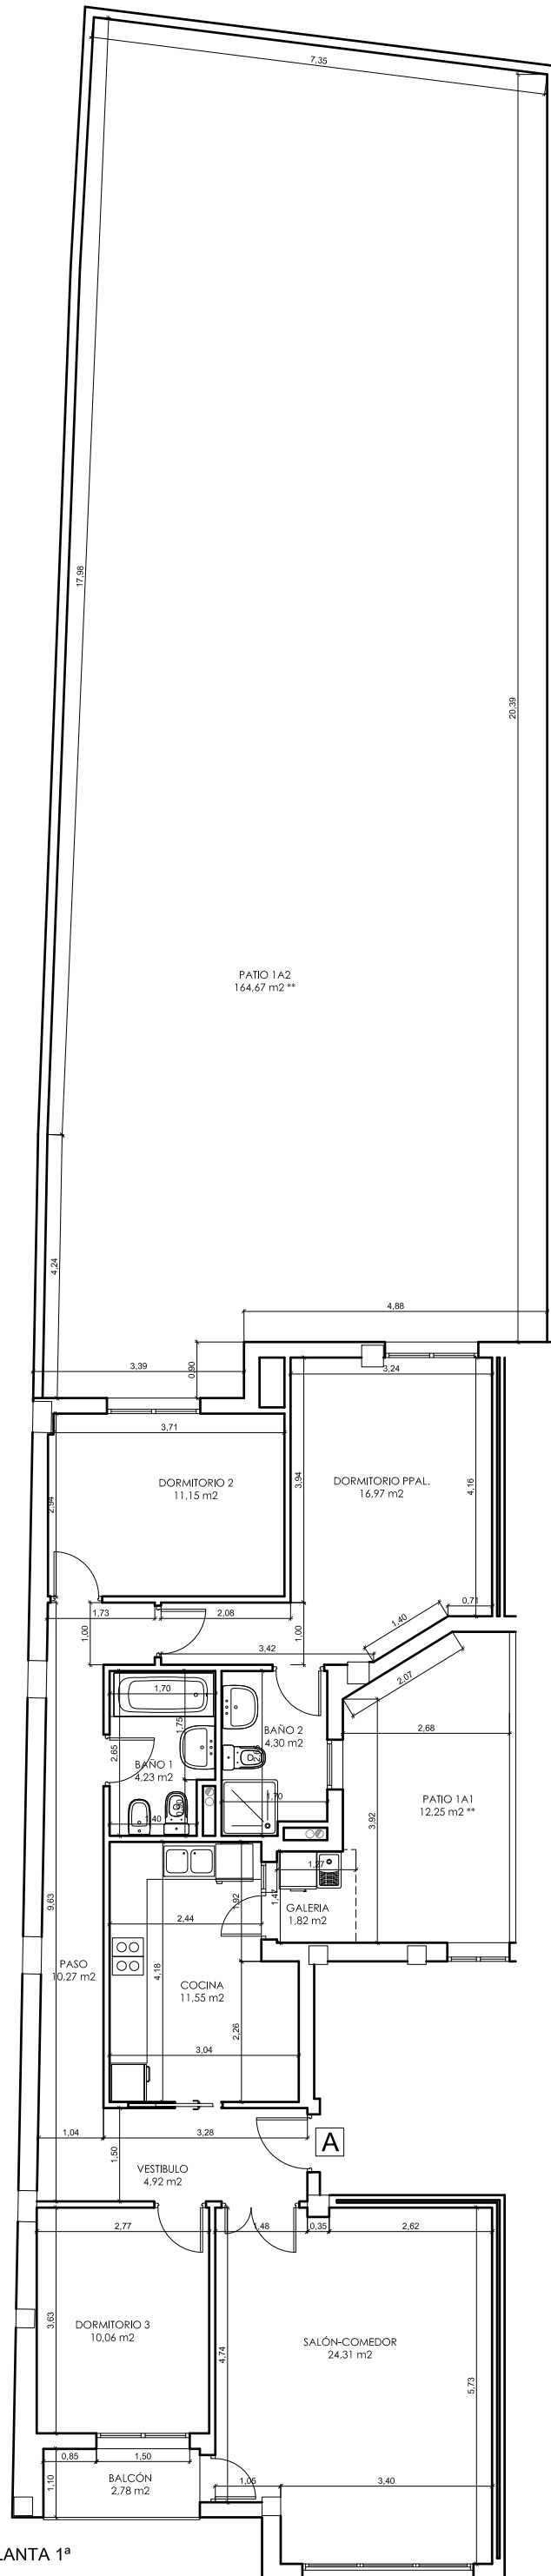 7,35
17,98
20,39
PATIO 1A2
164,67 m2 **
4,24
4,88
3,39
0,90
3,24
3,71
DORMITORIO 2
11,15 m2
DORMITORIO PPAL.
16,97 m2
2,94
3,94
4,16
1,73
2,08
0,71
1,00
1,00
1,40
3,42
2,07
1,70
1,75
2,65
BAÑO 1
4,23 m2
BAÑO 2
4,30 m2
2,68
1,70
1,40
PATIO 1A1
12,25 m2 **
3,92
1,27
1,92
GALERIA
1,82 m2
2,44
9,63
PASO
10,27 m2
4,18
COCINA
11,55 m2
2,26
3,04
1,04
3,28
A
1,50
VESTIBULO
4,92 m2
2,77
1,48
0,35
2,62
3,63
DORMITORIO 3
10,06 m2
4,74
SALÓN-COMEDOR
24,31 m2
5,73
0,85
1,50
1,10
BALCÓN
2,78 m2
1,05
3,40
LANTA 1ª